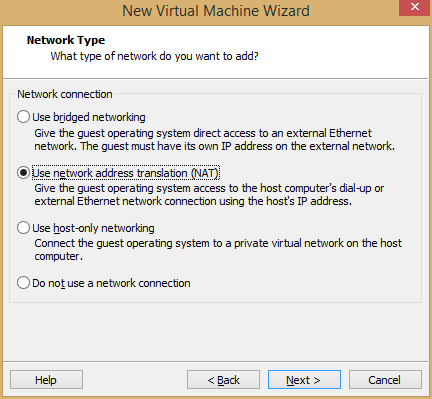 New Virtual Machine Wizard
Network Type
What type of network do you want to add?
Network connection
Use bridged networking
Give the guest operating system direct access to an external Ethernet
network. The guest must have its own IP address on the external network.
Use network address translation (NAT)
Give the guest operating system access to the host computer's dial-up or
external Ethernet network connection using the host's IP address.
Use host-only networking
Connect the guest operating system to a private virtual network on the host
computer.
Do not use a network connection
Help
< Back
Next >
Cancel